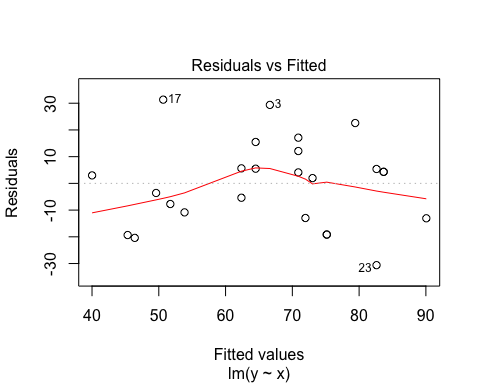 Residuals vs Fitted
Residuals
30
10
-10
-30
17
3
23
40 50 60 70 80 90
Fitted values
lm(y ~ x)